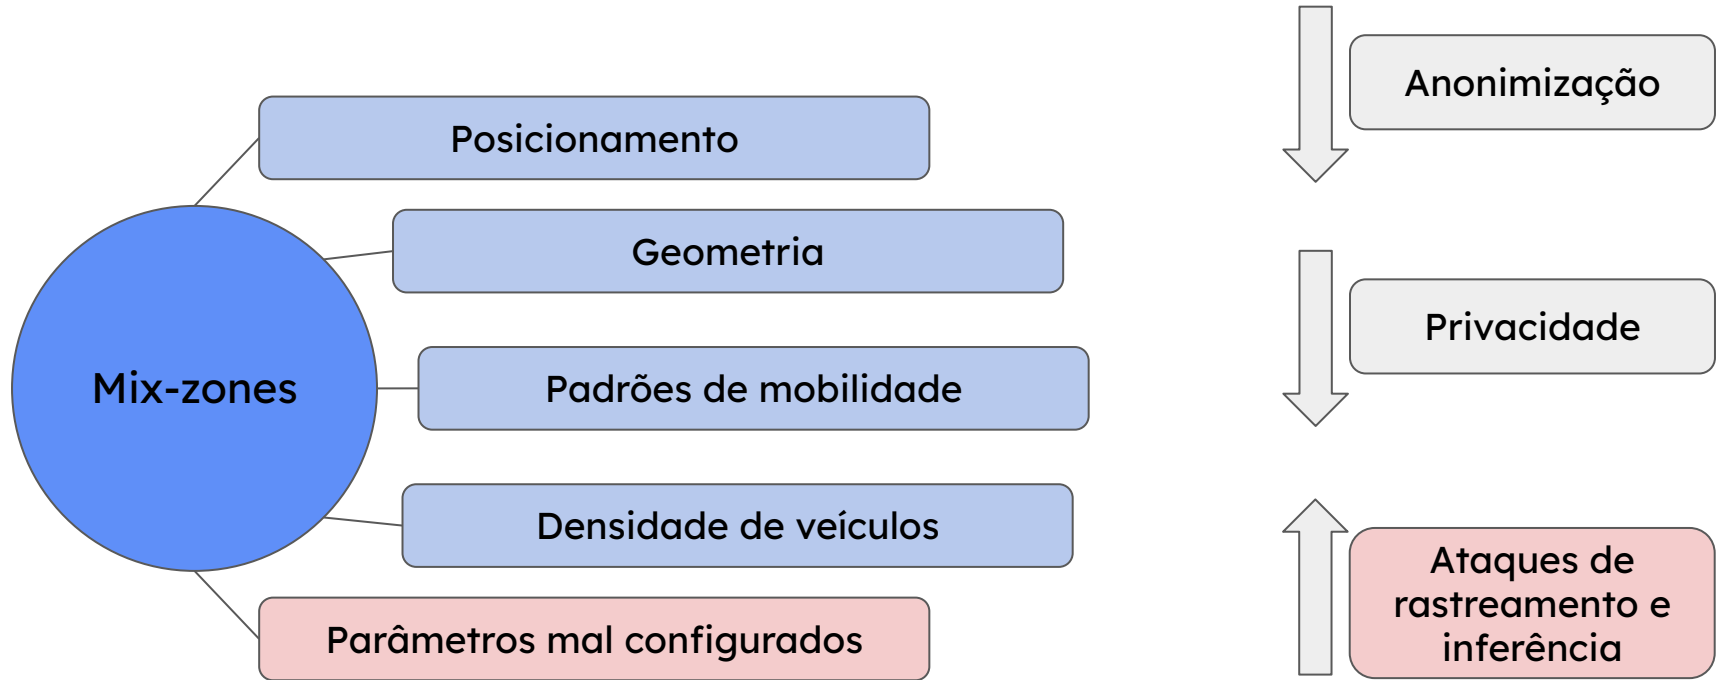 Mix-zones
Posicionamento
Geometria
Padrões de mobilidade
Densidade de veículos
Parâmetros mal configurados
Anonimização
Privacidade
Ataques de
rastreamento e
inferência